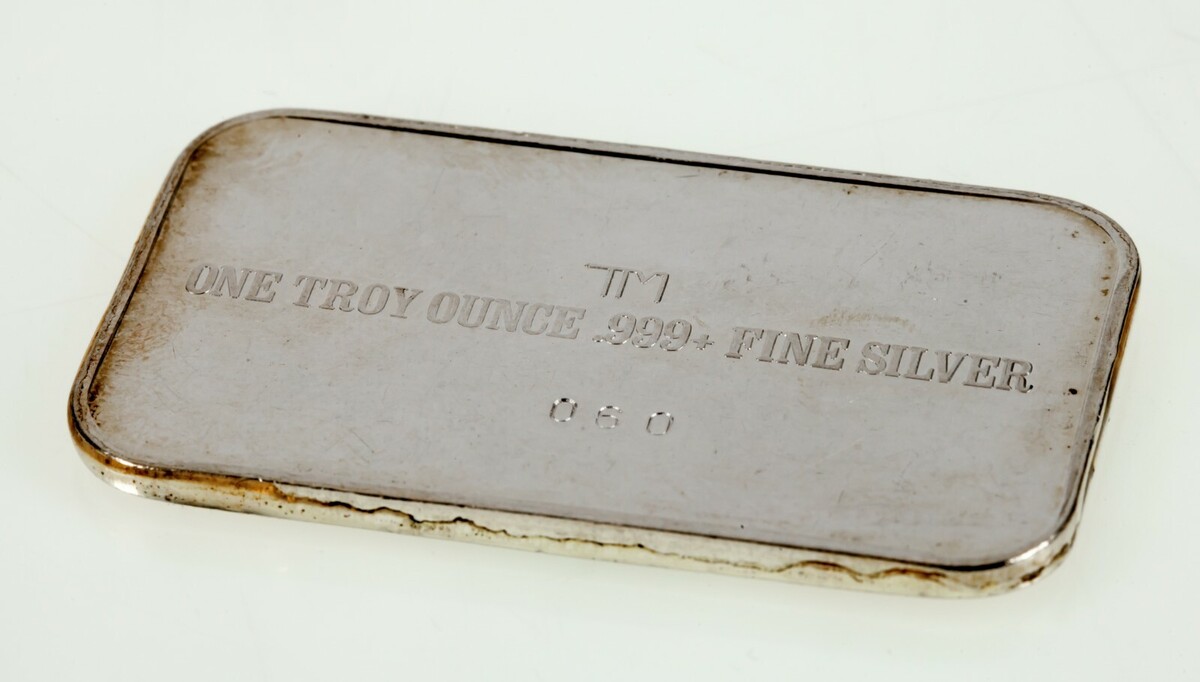 TM
ONE TROY OUNCE .999+ FINE SILVER
060